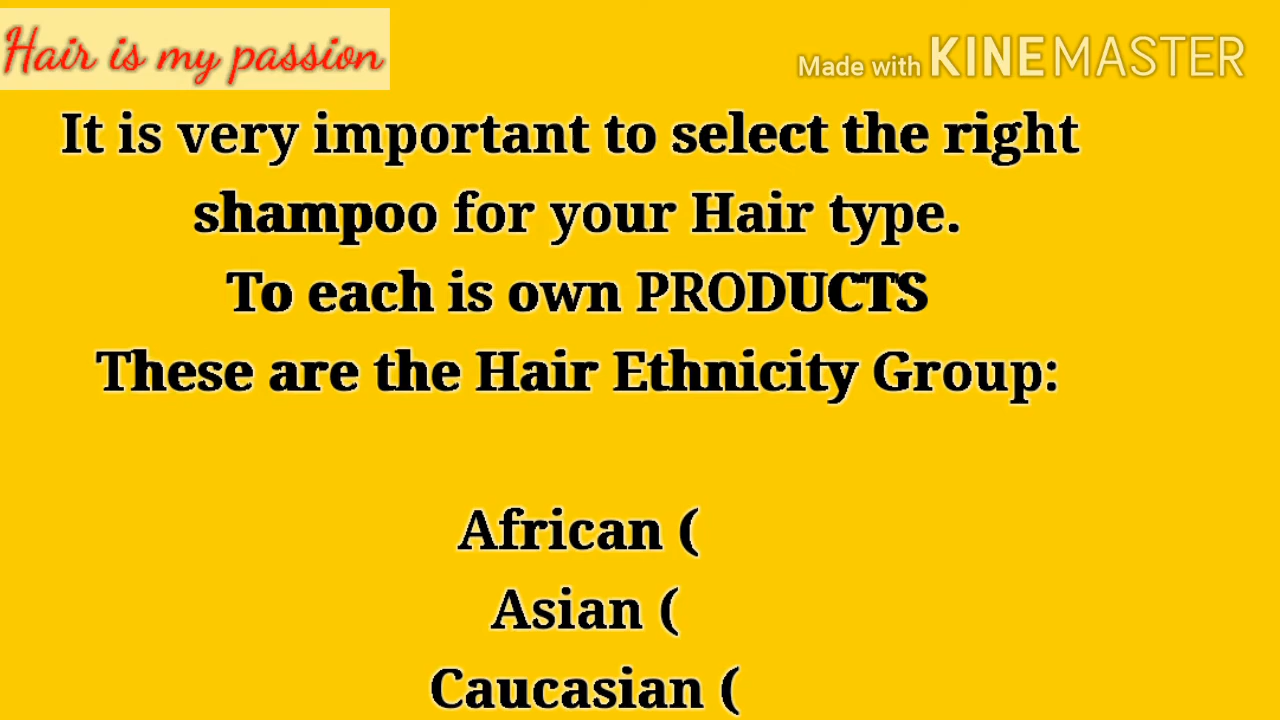 Hair is my passion
Made with KINEMASTER
It is very important to select the right
shampoo for your Hair type.
To each is own PRODUCTS
These are the Hair Ethnicity Group:
African (
Asian (
Caucasian (